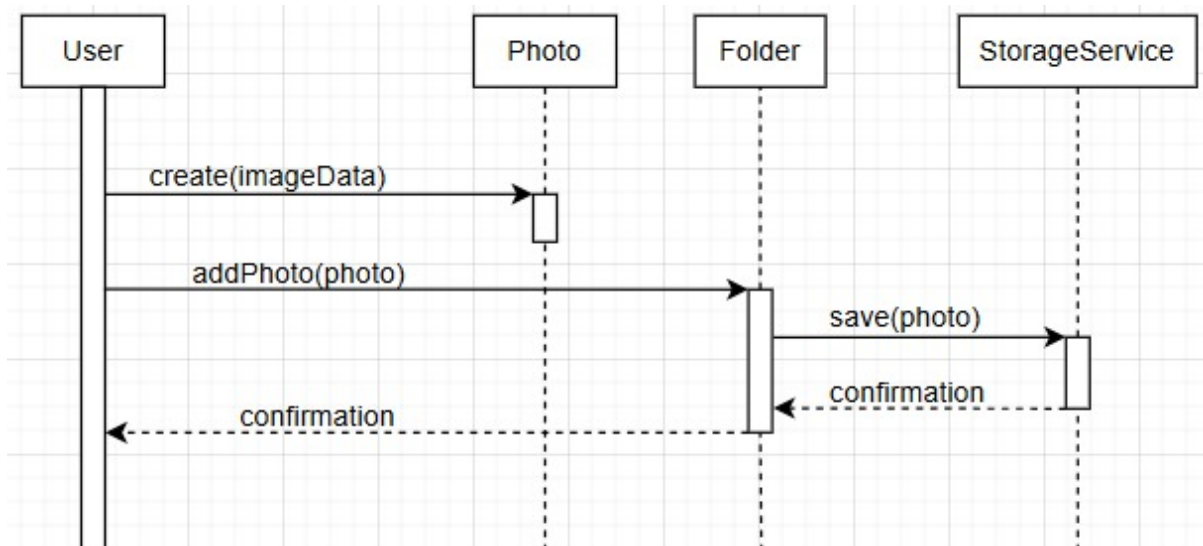 User
Photo
Folder
StorageService
create(imageData)
addPhoto(photo)
save(photo)
confirmation
confirmation